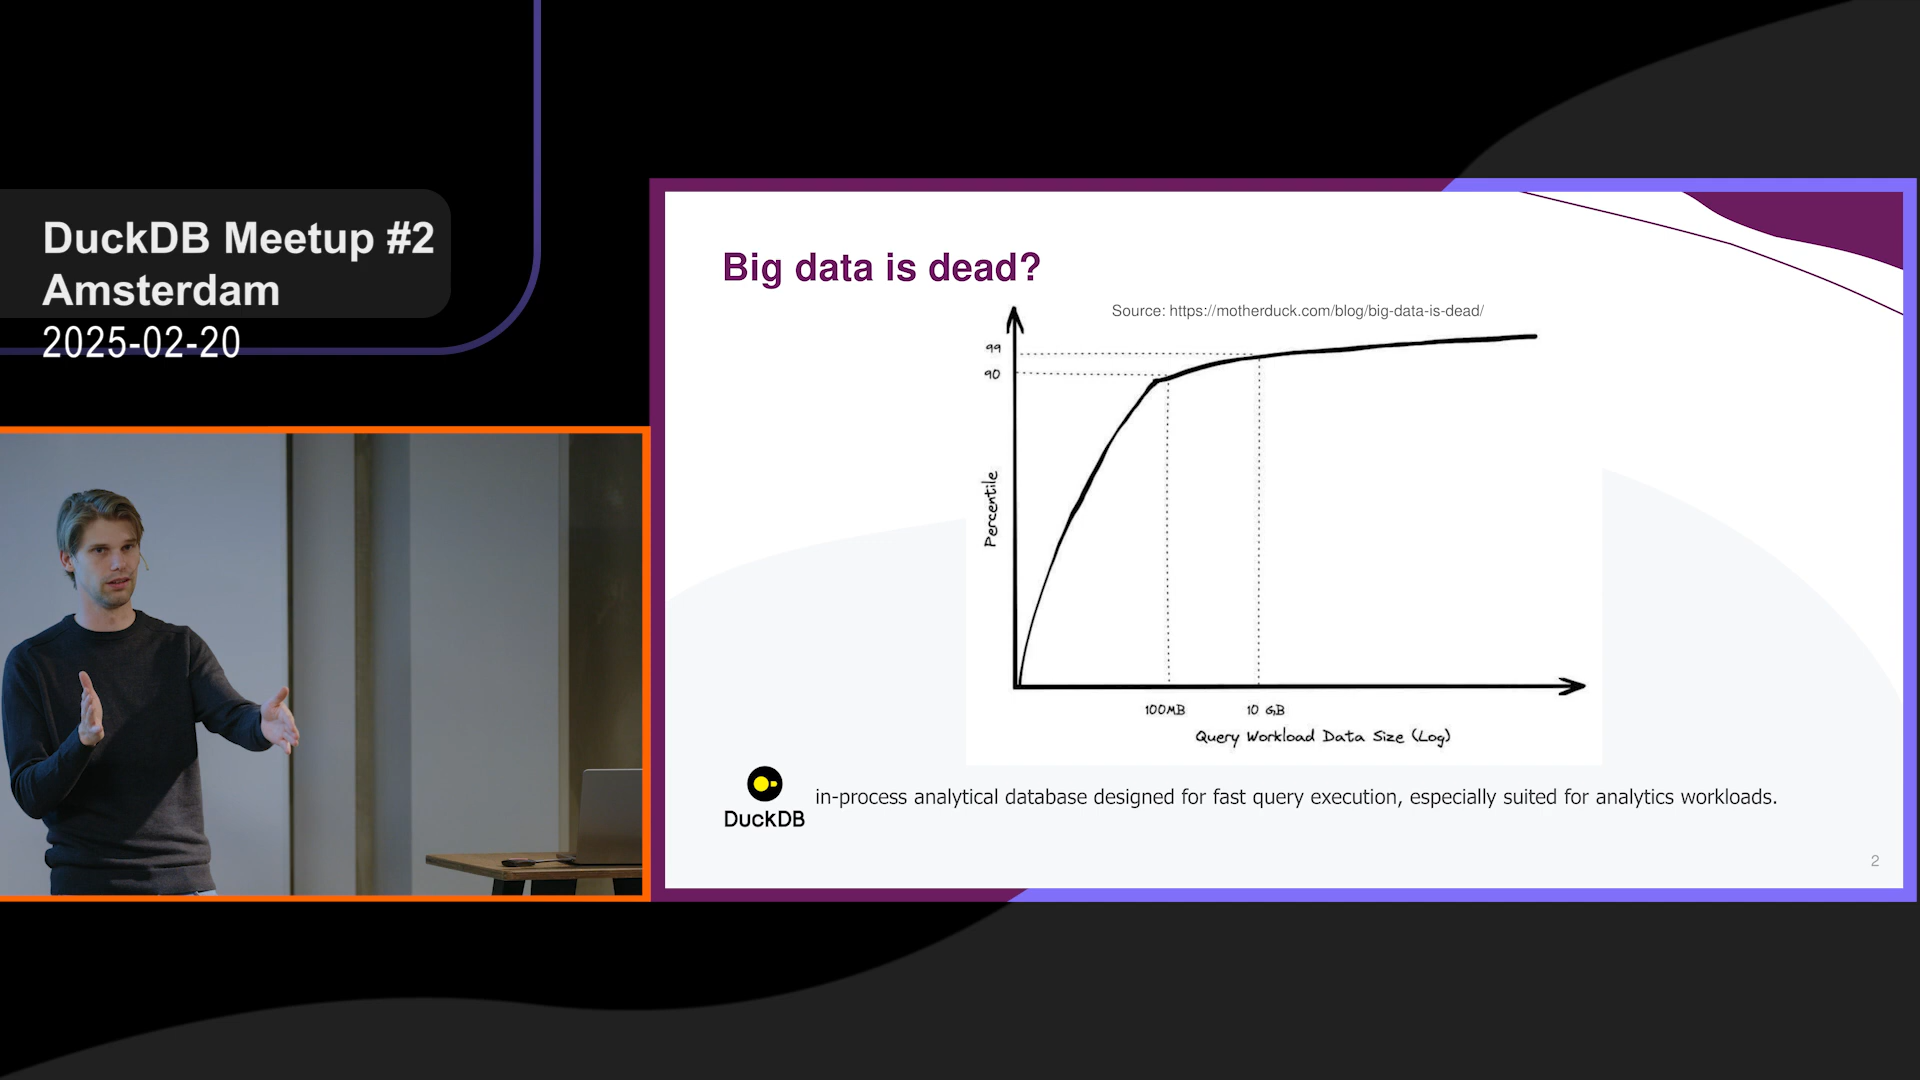 DuckDB Meetup #2
Amsterdam
2025-02-20
Big data is dead?
Source: https://motherduck.com/blog/big-data-is-dead/
99
90
Percentile
100MB
10 GB
Query Workload Data Size (Log)
DuckDB
in-process analytical database designed for fast query execution, especially suited for analytics workloads.
2